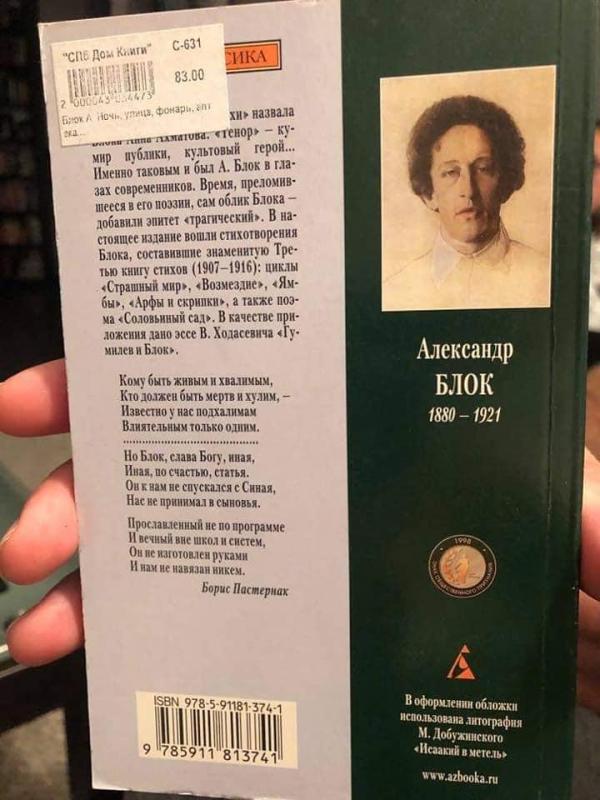 "СПб Дом Книги" С-631
83.00
2 000043 034473
Блок А. Ночь, улица, фонарь, апт
ека...
СИКА
хи» назвала
Блока Анна Ахматова. «Тенор» – ку-
мир публики, культовый герой...
Именно таковым и был А. Блок в гла-
зах современников. Время, преломив-
шееся в его поэзии, сам облик Блока –
добавили эпитет «трагический». В на-
стоящее издание вошли стихотворения
Блока, составившие знаменитую Тре-
тью книгу стихов (1907–1916): циклы
«Страшный мир», «Возмездие», «Ям-
бы», «Арфы и скрипки», а также поэ-
ма «Соловьиный сад». В качестве при-
ложения дано эссе В. Ходасевича «Гу-
милев и Блок».
Кому быть живым и хвалимым,
Кто должен быть мертв и хулим, –
Известно у нас подхалимам
Влиятельным только одним.
Но Блок, слава Богу, иная,
Иная, по счастью, статья.
Он к нам не спускался с Синая,
Нас не принимал в сыновья.
Прославленный не по программе
И вечный вне школ и систем,
Он не изготовлен руками
И нам не навязан никем.
Борис Пастернак
ISBN 978-5-91181-374-1
9 785911 813741
Александр
БЛОК
1880 – 1921
1998
ЗНАК ОБЩЕСТВЕННОГО ПРИЗНАНИЯ
В оформлении обложки
использована литография
М. Добужинского
«Исаакий в метель»
www.azbooka.ru